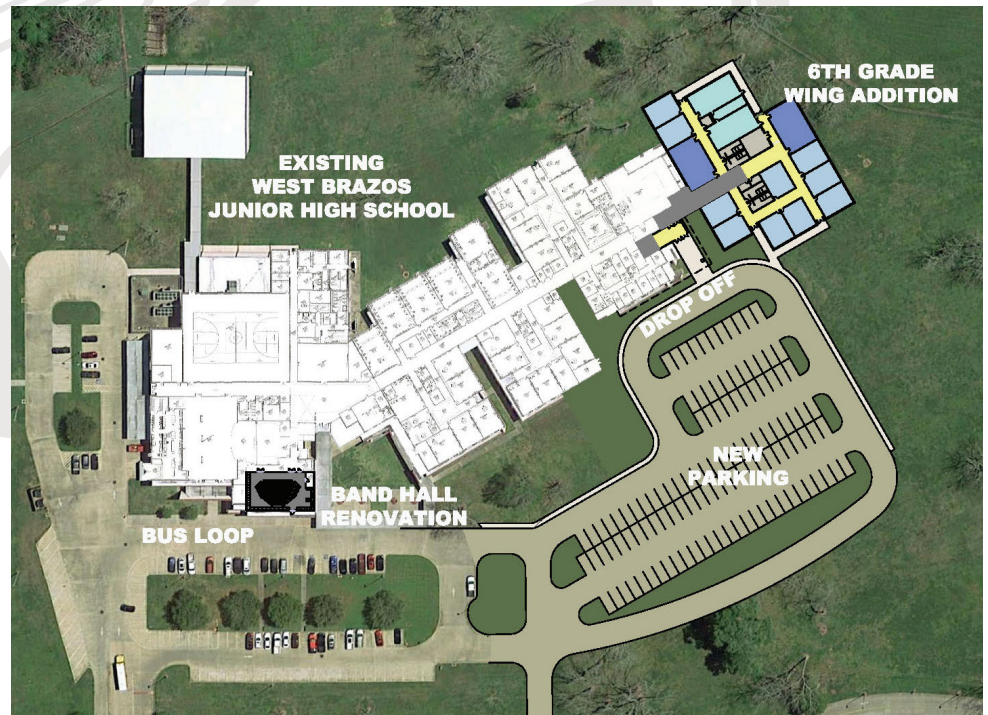 6TH GRADE
WING ADDITION
EXISTING
WEST BRAZOS
JUNIOR HIGH SCHOOL
DROP OFF
NEW
PARKING
BAND HALL
RENOVATION
BUS LOOP